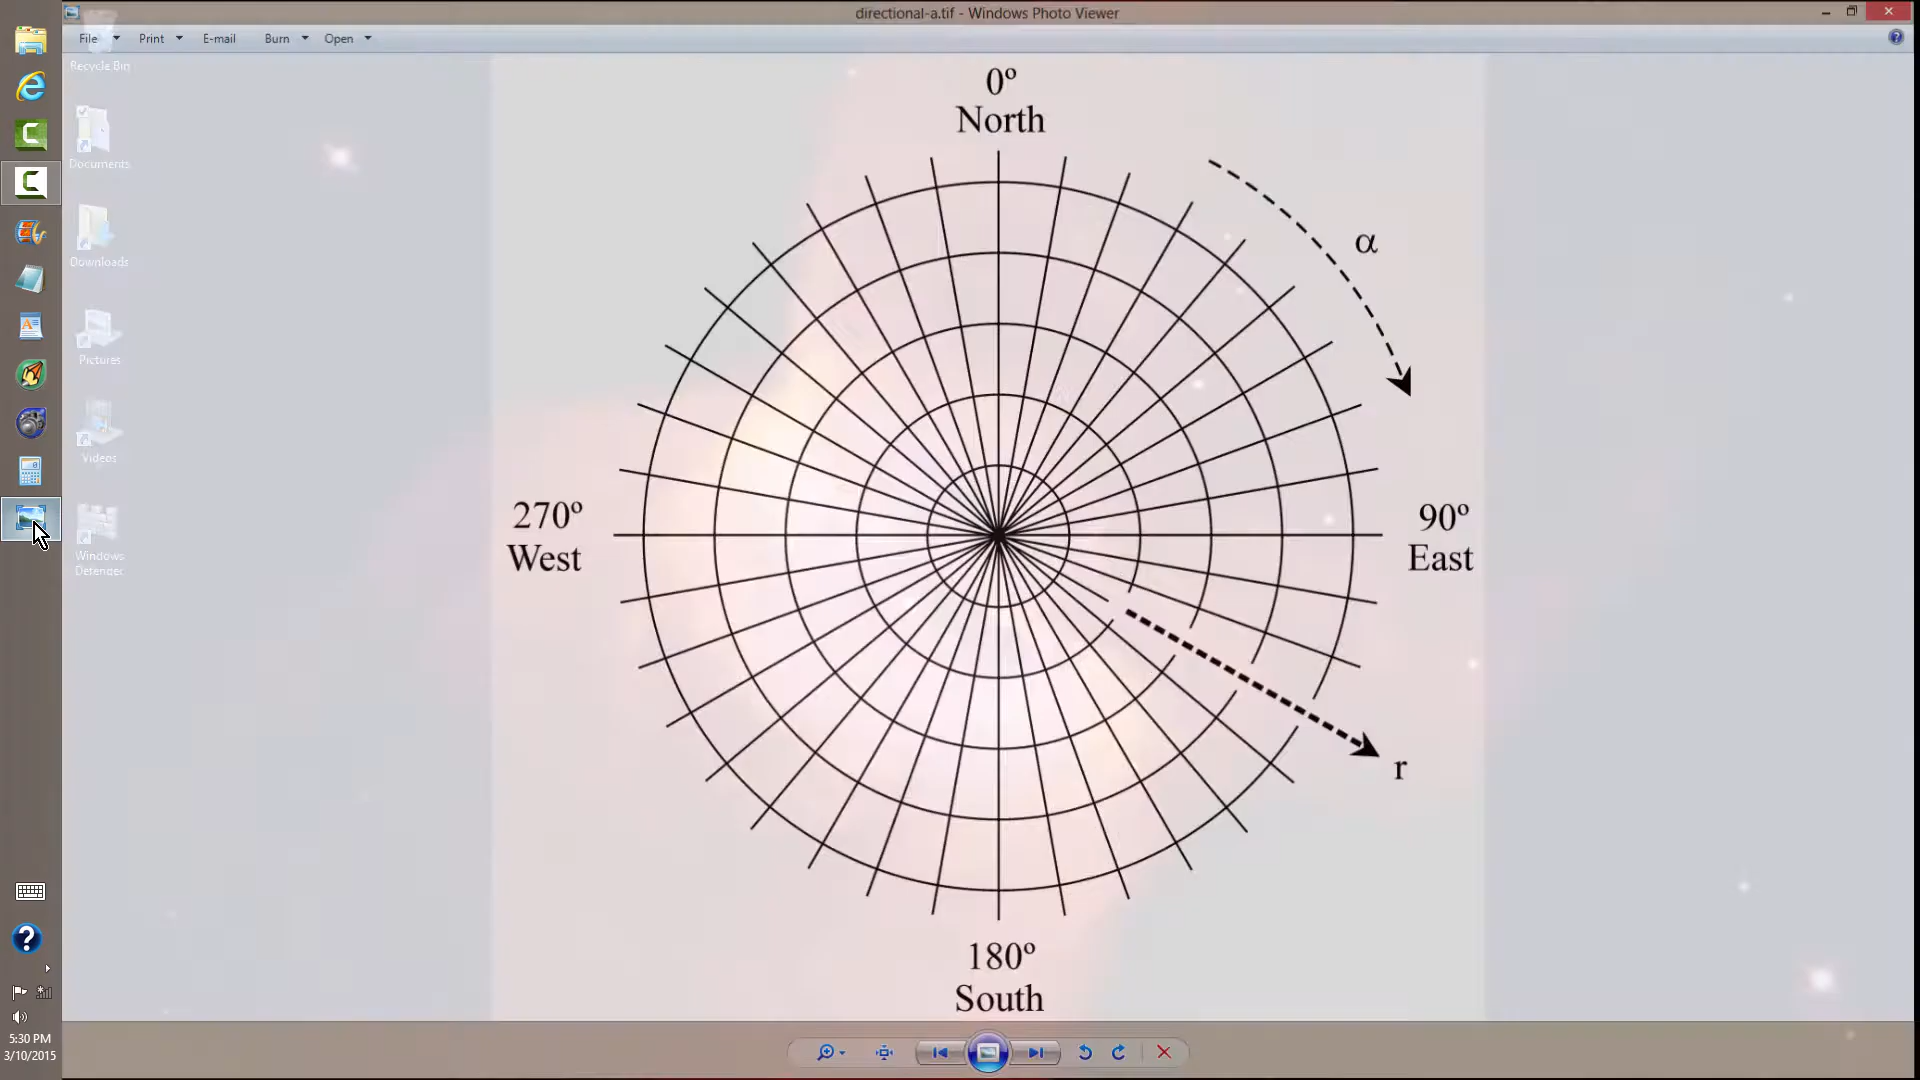 directional-a.tif - Windows Photo Viewer
File Print E-mail Burn Open
Recycle Bin
Documents
Downloads
Pictures
Videos
Windows
Defender
0º
North
α
270º
West
90º
East
r
180º
South
5:30 PM
3/10/2015